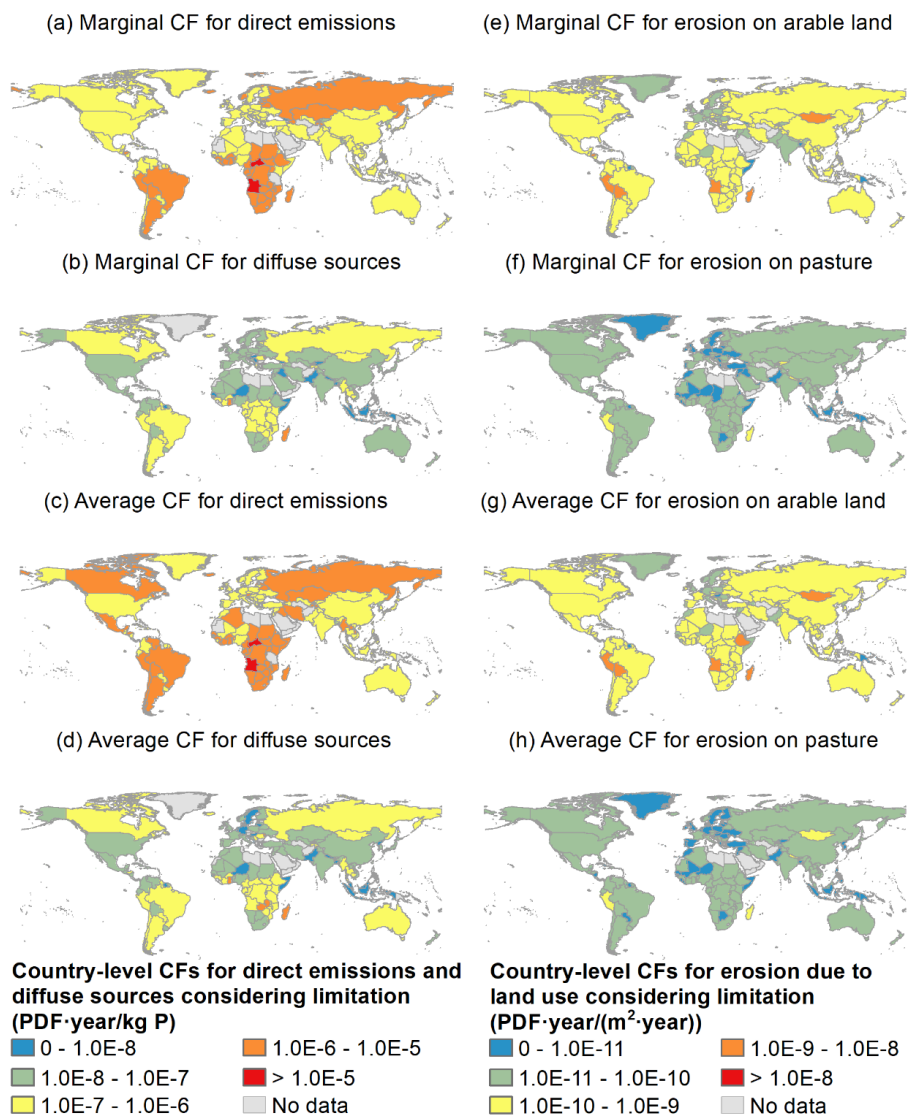 (a) Marginal CF for direct emissions
(e) Marginal CF for erosion on arable land
(b) Marginal CF for diffuse sources
(f) Marginal CF for erosion on pasture
(c) Average CF for direct emissions
(g) Average CF for erosion on arable land
(d) Average CF for diffuse sources
(h) Average CF for erosion on pasture
Country-level CFs for direct emissions and
diffuse sources considering limitation
(PDF·year/kg P)
0 - 1.0E-8
1.0E-8 - 1.0E-7
1.0E-7 - 1.0E-6
1.0E-6 - 1.0E-5
> 1.0E-5
No data
Country-level CFs for erosion due to
land use considering limitation
(PDF·year/(m²·year))
0 - 1.0E-11
1.0E-11 - 1.0E-10
1.0E-10 - 1.0E-9
1.0E-9 - 1.0E-8
> 1.0E-8
No data